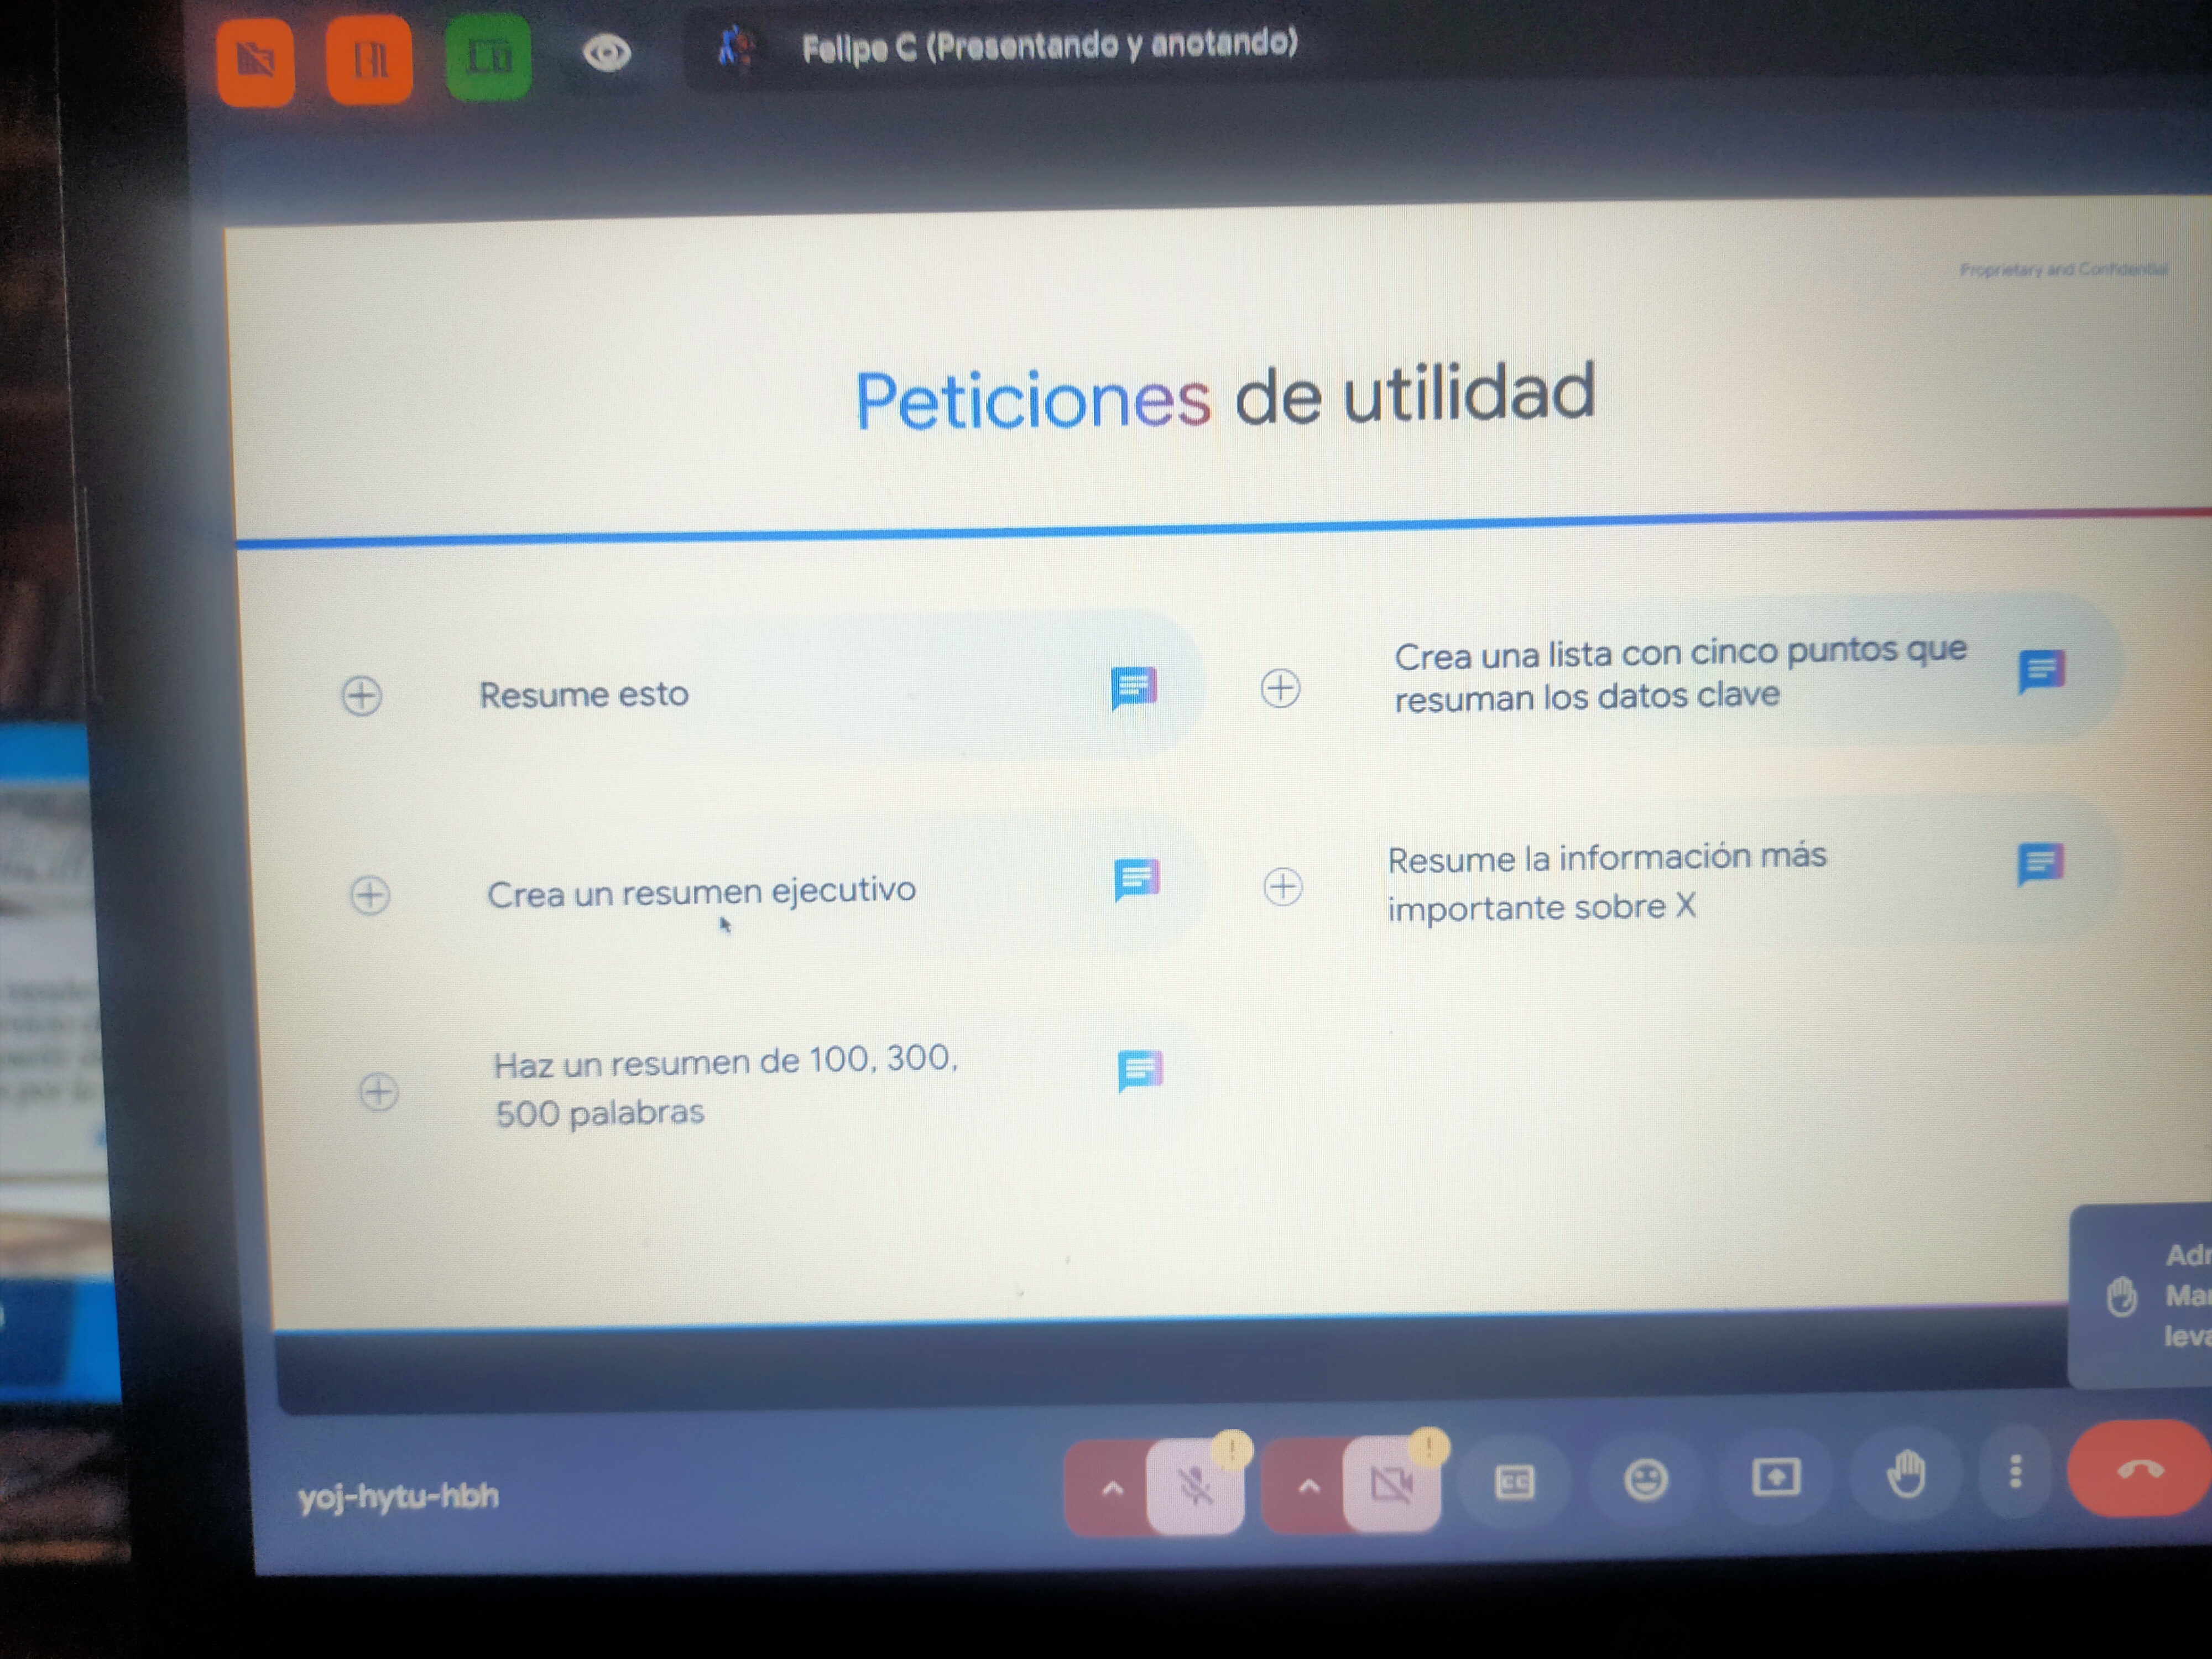 Felipe C (Presentando y anotando)
Proprietary and Confidential
Peticiones de utilidad
Resume esto
Crea una lista con cinco puntos que
resuman los datos clave
Crea un resumen ejecutivo
Resume la información más
importante sobre X
Haz un resumen de 100, 300,
500 palabras
Adr
Mar
leva
yoj-hytu-hbh
CC